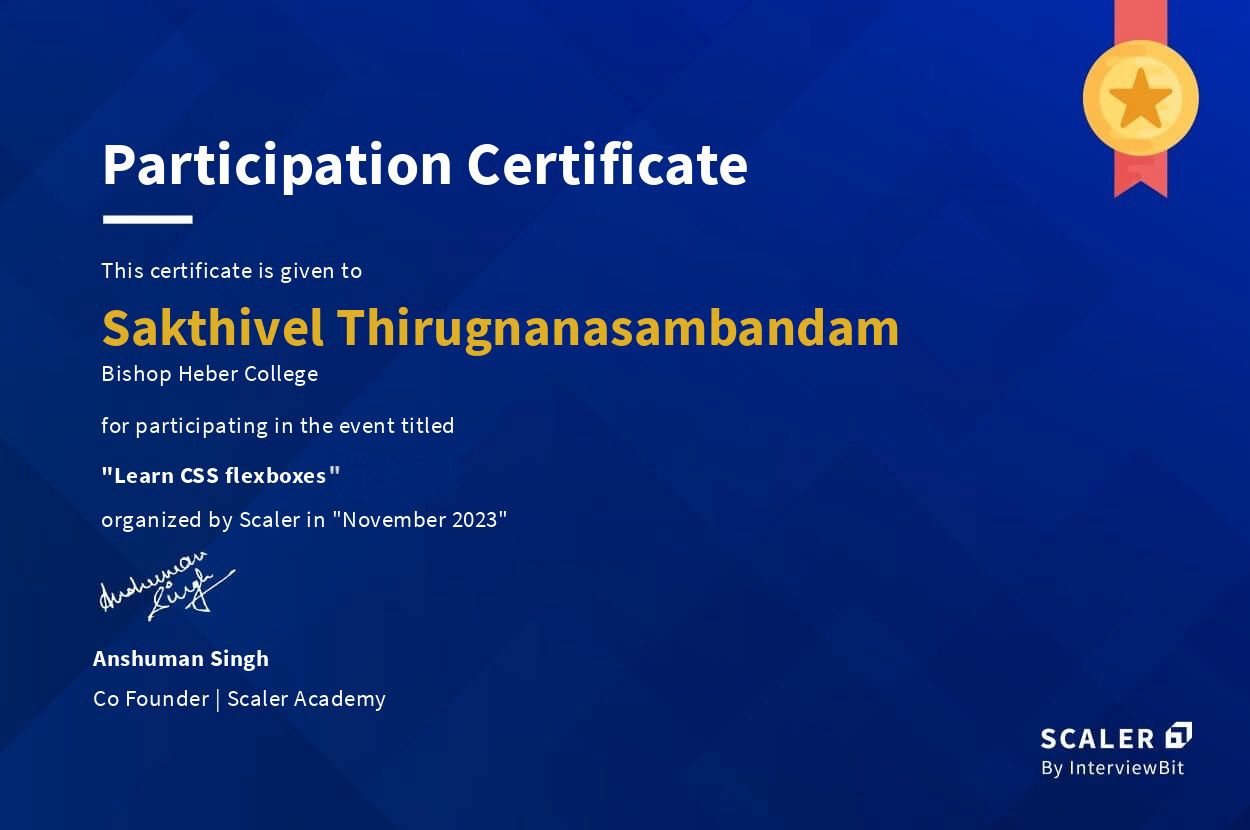 Participation Certificate
This certificate is given to
Sakthivel Thirugnanasambandam
Bishop Heber College
for participating in the event titled
"Learn CSS flexboxes"
organized by Scaler in "November 2023"
Anshuman
Singh
Anshuman Singh
Co Founder | Scaler Academy
SCALER
By InterviewBit